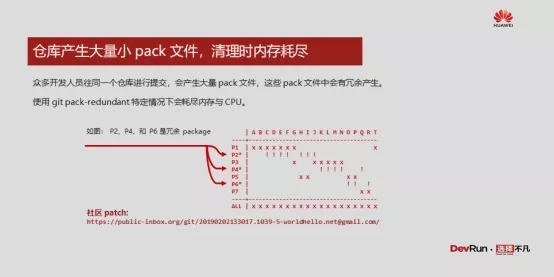 HUAWEI
仓库产生大量小 pack 文件，清理时内存耗尽
众多开发人员往同一个仓库进行提交，会产生大量 pack 文件，这些 pack 文件中会有冗余产生。
使用 git pack-redundant 特定情况下会耗尽内存与 CPU。
如图： P2、P4、和 P6 是冗余 package
| A B C D E F G H I J K L M N O P Q R T
----+--------------------------------------
P1 | x x x x x x x x
P2* | ! ! ! ! ! ! !
P3 | x x x x x x
P4* | ! ! ! ! !
P5 | x x x x
P6* | ! ! !
P7 | x x
----+--------------------------------------
ALL | x x x x x x x x x x x x x x x x x x x
社区 patch:
https://public-inbox.org/git/20190202133017.1039-5-worldhello.net@gmail.com/
DevRun · 选择不凡